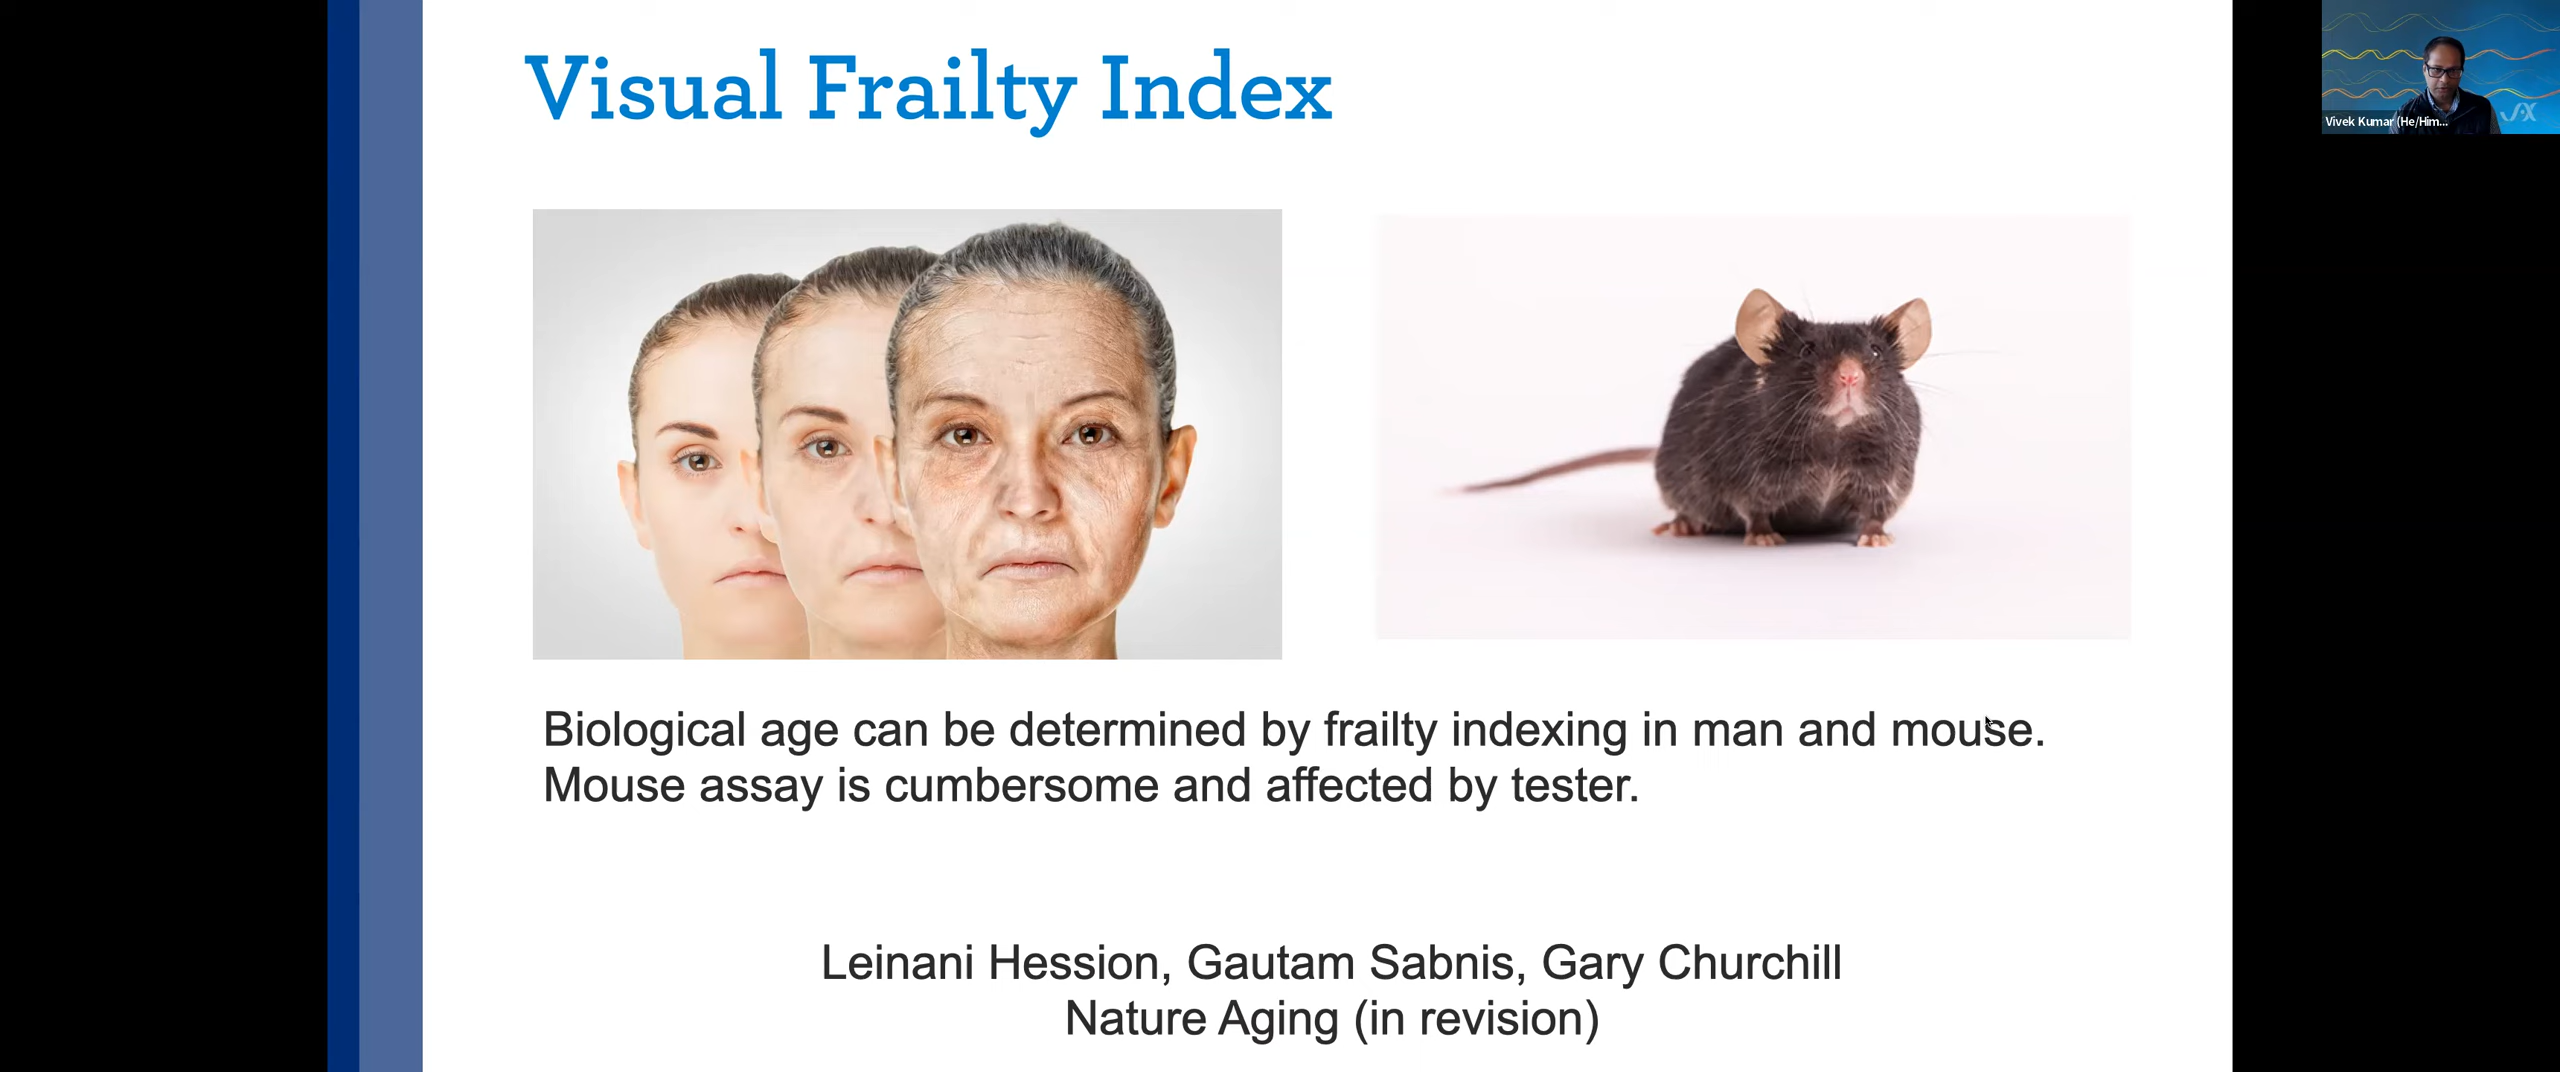 Visual Frailty Index
Vivek Kumar (He/Him...
JAX
Biological age can be determined by frailty indexing in man and mouse.
Mouse assay is cumbersome and affected by tester.
Leinani Hession, Gautam Sabnis, Gary Churchill
Nature Aging (in revision)